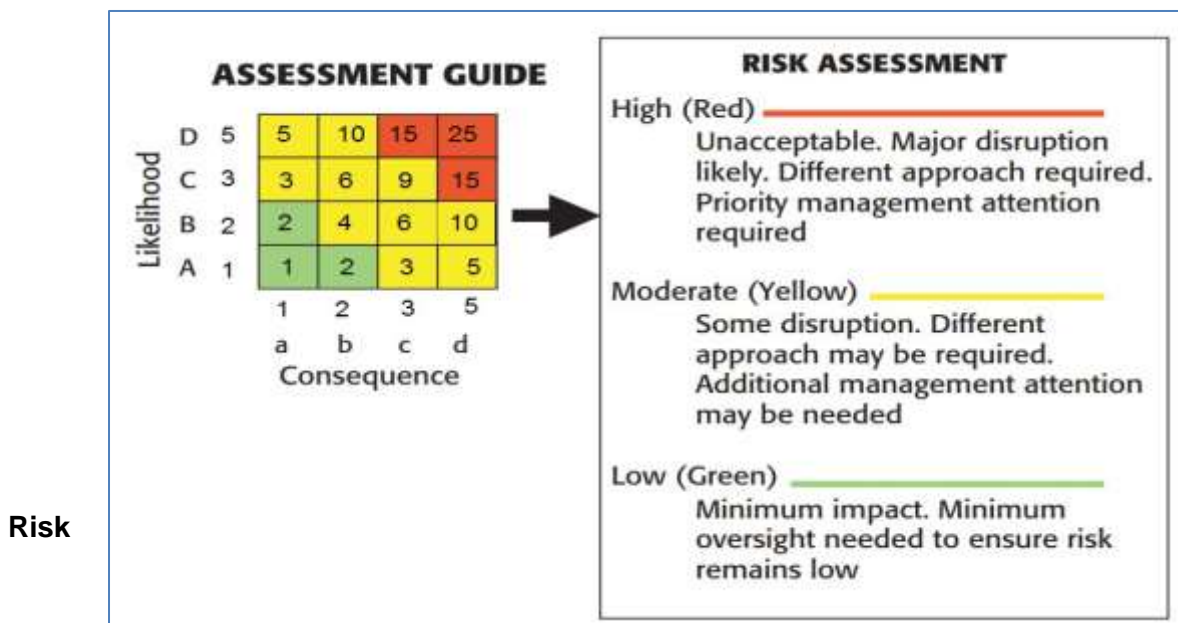 ASSESSMENT GUIDE
Likelihood
D 5 5 10 15 25
C 3 3 6 9 15
B 2 2 4 6 10
A 1 1 2 3 5
1 2 3 5
a b c d
Consequence
RISK ASSESSMENT
High (Red)
Unacceptable. Major disruption
likely. Different approach required.
Priority management attention
required
Moderate (Yellow)
Some disruption. Different
approach may be required.
Additional management attention
may be needed
Low (Green)
Minimum impact. Minimum
oversight needed to ensure risk
remains low
Risk